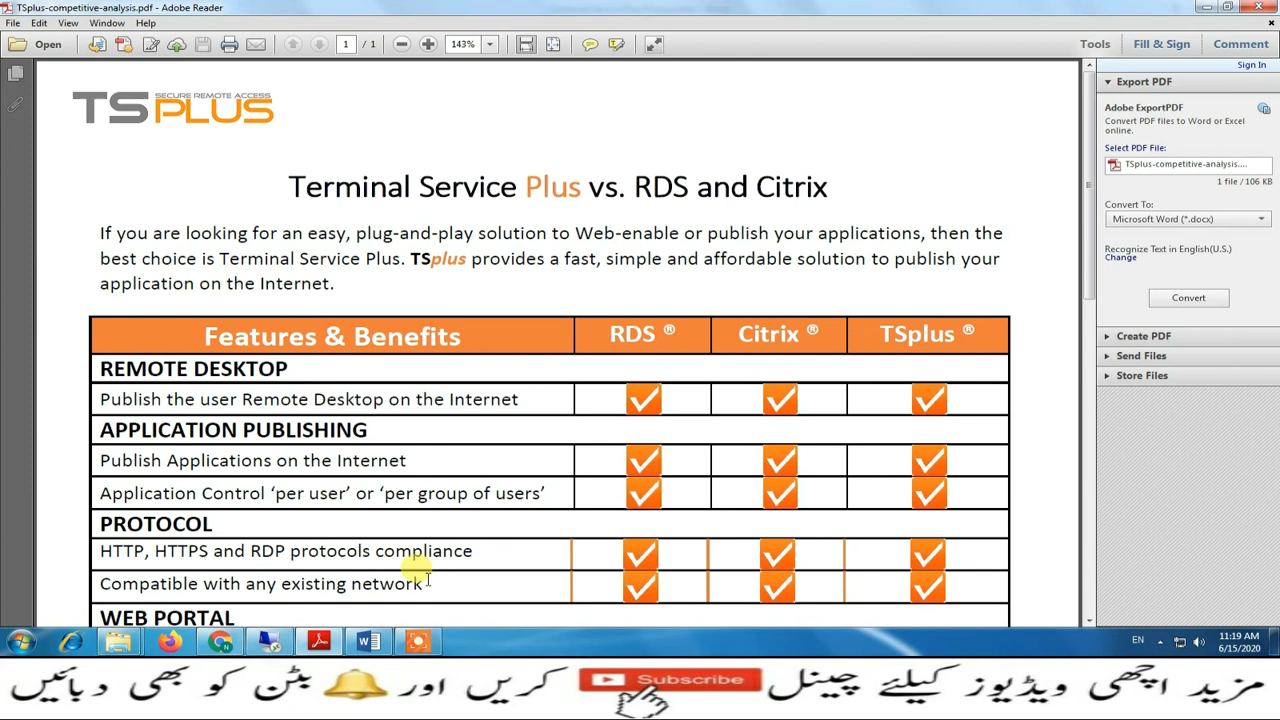 TSplus-competitive-analysis.pdf - Adobe Reader
File Edit View Window Help
Open 1 / 1 143% Tools Fill & Sign Comment
Sign In
TSPLUS SECURE REMOTE ACCESS
Terminal Service Plus vs. RDS and Citrix
If you are looking for an easy, plug-and-play solution to Web-enable or publish your applications, then the
best choice is Terminal Service Plus. TSplus provides a fast, simple and affordable solution to publish your
application on the Internet.
Features & Benefits RDS ® Citrix ® TSplus ®
REMOTE DESKTOP
Publish the user Remote Desktop on the Internet
APPLICATION PUBLISHING
Publish Applications on the Internet
Application Control ‘per user’ or ‘per group of users’
PROTOCOL
HTTP, HTTPS and RDP protocols compliance
Compatible with any existing network
WEB PORTAL
Export PDF
Adobe ExportPDF
Convert PDF files to Word or Excel
online.
Select PDF File:
TSplus-competitive-analysis....
1 file / 106 KB
Convert To:
Microsoft Word (*.docx)
Recognize Text in English(U.S.)
Change
Convert
Create PDF
Send Files
Store Files
EN 11:19 AM
6/15/2020
مزید اچھی ویڈیوز کیلئے چینل Subscribe کریں اور بٹن کو بھی دبائیں